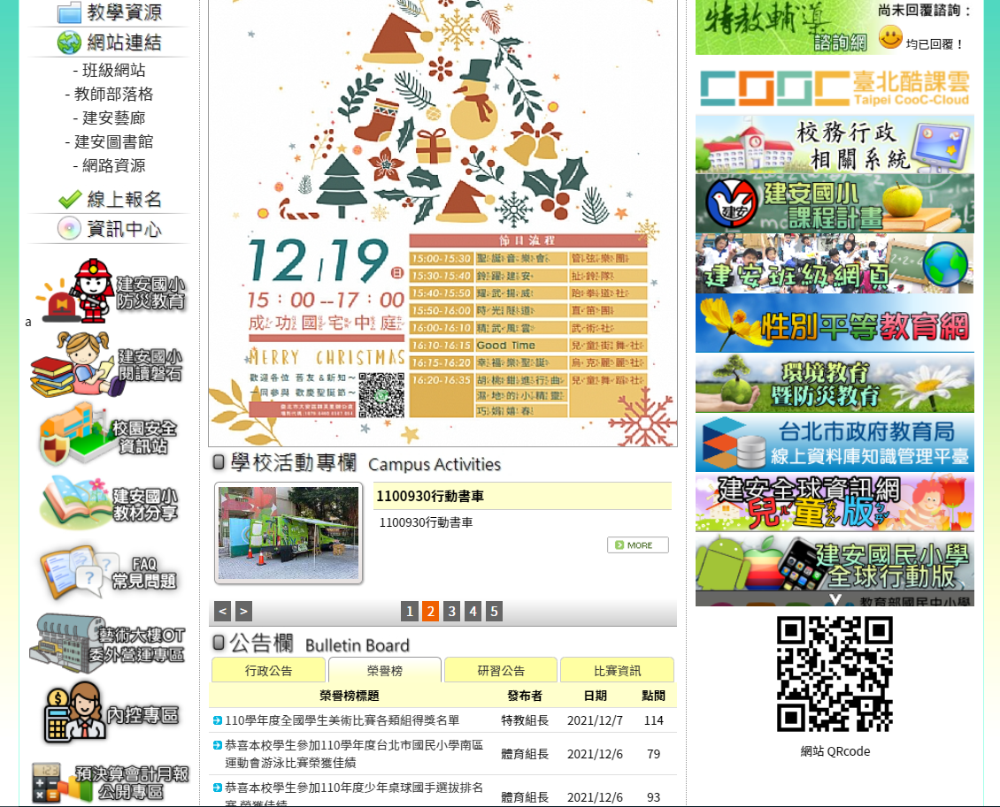 教學資源
網站連結
- 班級網站
- 教師部落格
- 建安藝廊
- 建安圖書館
- 網路資源
線上報名
資訊中心
建安國小
防災教育
a
建安國小
閱讀磐石
校園安全
資訊站
建安國小
教材分享
FAQ
常見問題
藝術大樓OT
委外營運專區
內控專區
預決算會計月報
公開專區
12/19 日
15：00--17：00
成功國宅中庭
MERRY CHRISTMAS
歡迎各位 舊友&新知～
一同參與 歡慶聖誕節～
節目流程
15:00-15:30 聖誕音樂會 管弦樂團
15:30-15:40 鈴躍建安 扯鈴隊
15:40-15:50 耀武揚威 跆拳道社
15:50-16:00 時光隧道 直笛團
16:00-16:10 精武風雲 武術社
16:10-16:15 Good Time 兒童街舞社
16:15-16:20 幸福樂聖誕 烏克麗麗社
16:20-16:35 胡桃鉗進行曲 兒童舞蹈社
濕地的小精靈
巧娟嬉春
學校活動專欄 Campus Activities
1100930行動書車
1100930行動書車
MORE
< > 1 2 3 4 5
公告欄 Bulletin Board
行政公告 榮譽榜 研習公告 比賽資訊
榮譽榜標題 發布者 日期 點閱
110學年度全國學生美術比賽各類組得獎名單 特教組長 2021/12/7 114
恭喜本校學生參加110學年度台北市國民小學南區
運動會游泳比賽榮獲佳績 體育組長 2021/12/6 79
恭喜本校學生參加110年度少年桌球國手選拔排名
賽 榮獲佳績 體育組長 2021/12/6 93
特教輔導
諮詢網
尚未回覆諮詢：
均已回覆！
COOC 臺北酷課雲
Taipei CooC-Cloud
校務行政
相關系統
建安
建安國小
課程計畫
建安班級網頁
性別平等教育網
環境教育
暨防災教育
台北市政府教育局
線上資料庫知識管理平臺
建安全球資訊網
兒童版
建安國民小學
全球行動版
教育部國民中小學
網站 QRcode